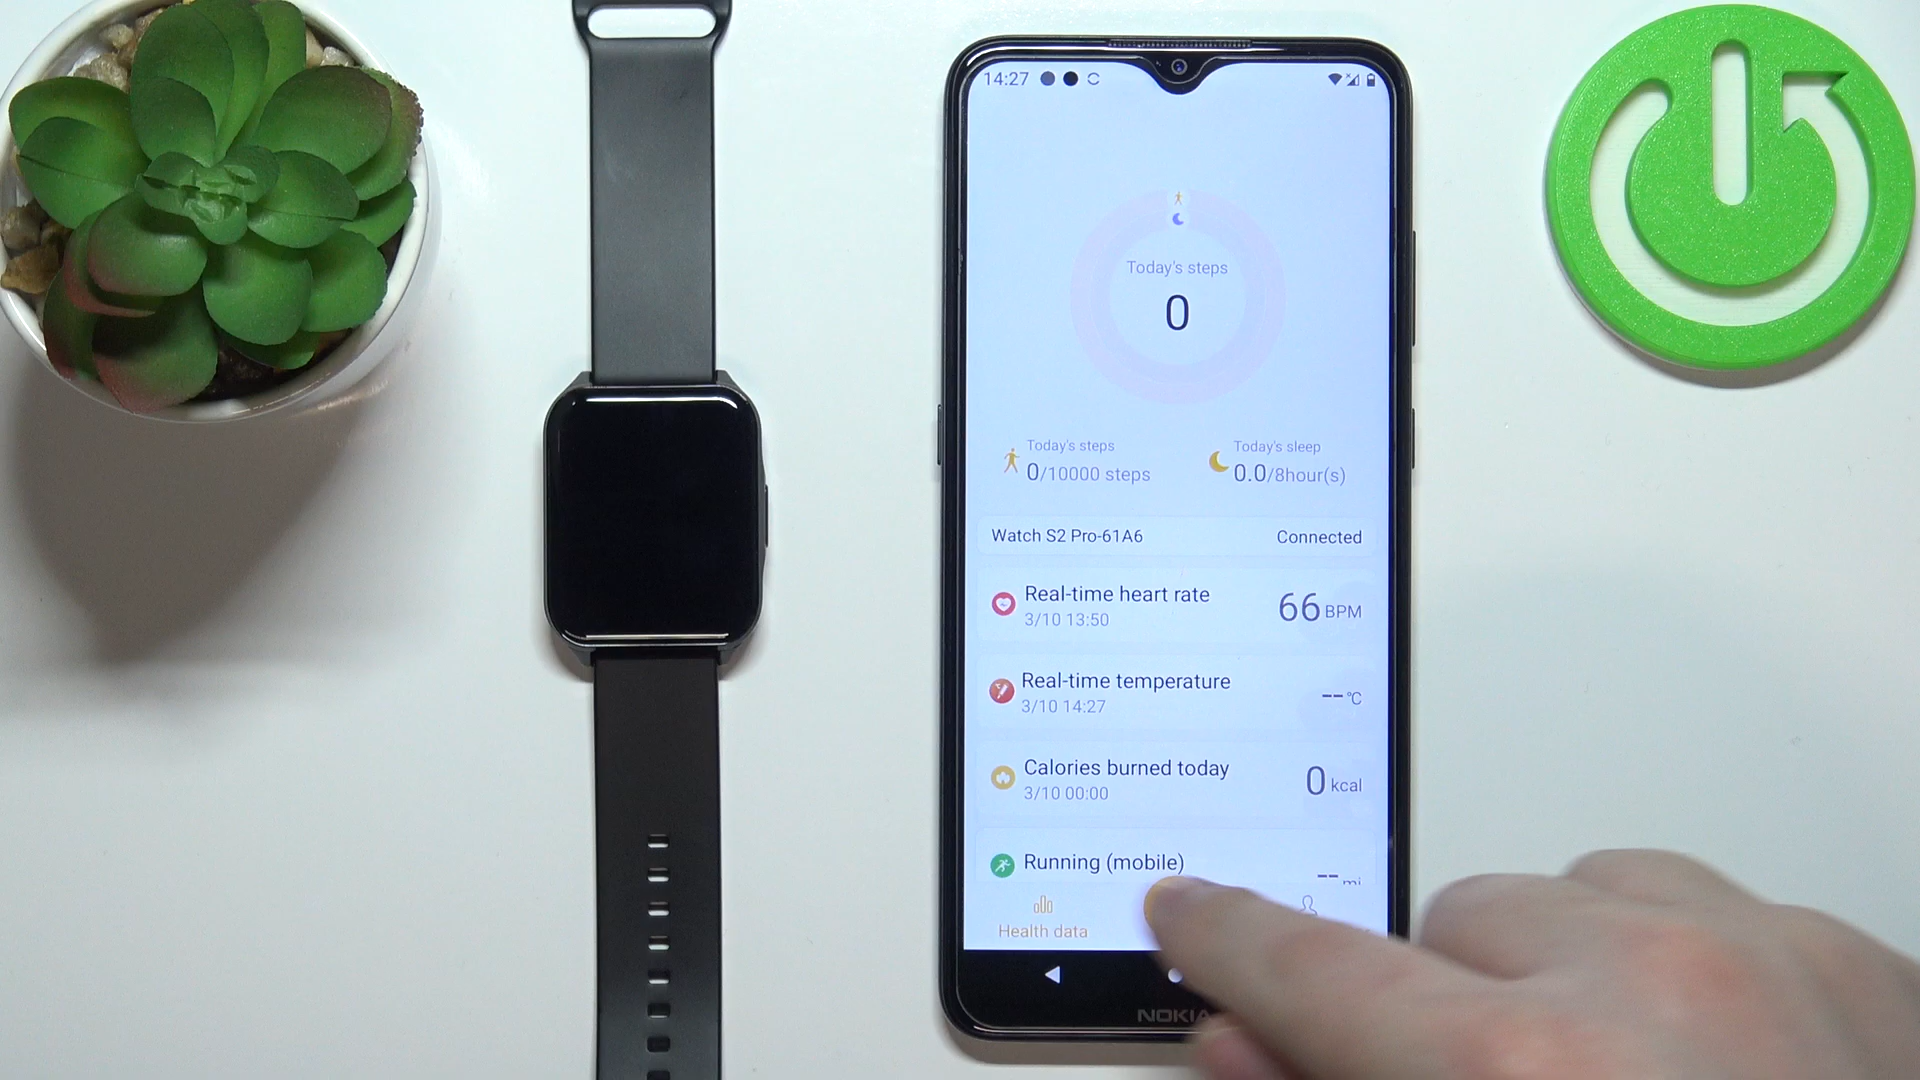 14:27
Today's steps
0
Today's steps
0/10000 steps
Today's sleep
0.0/8hour(s)
Watch S2 Pro-61A6
Connected
Real-time heart rate
3/10 13:50
66 BPM
Real-time temperature
3/10 14:27
--°C
Calories burned today
3/10 00:00
0 kcal
Running (mobile)
-- mi
Health data
NOKIA